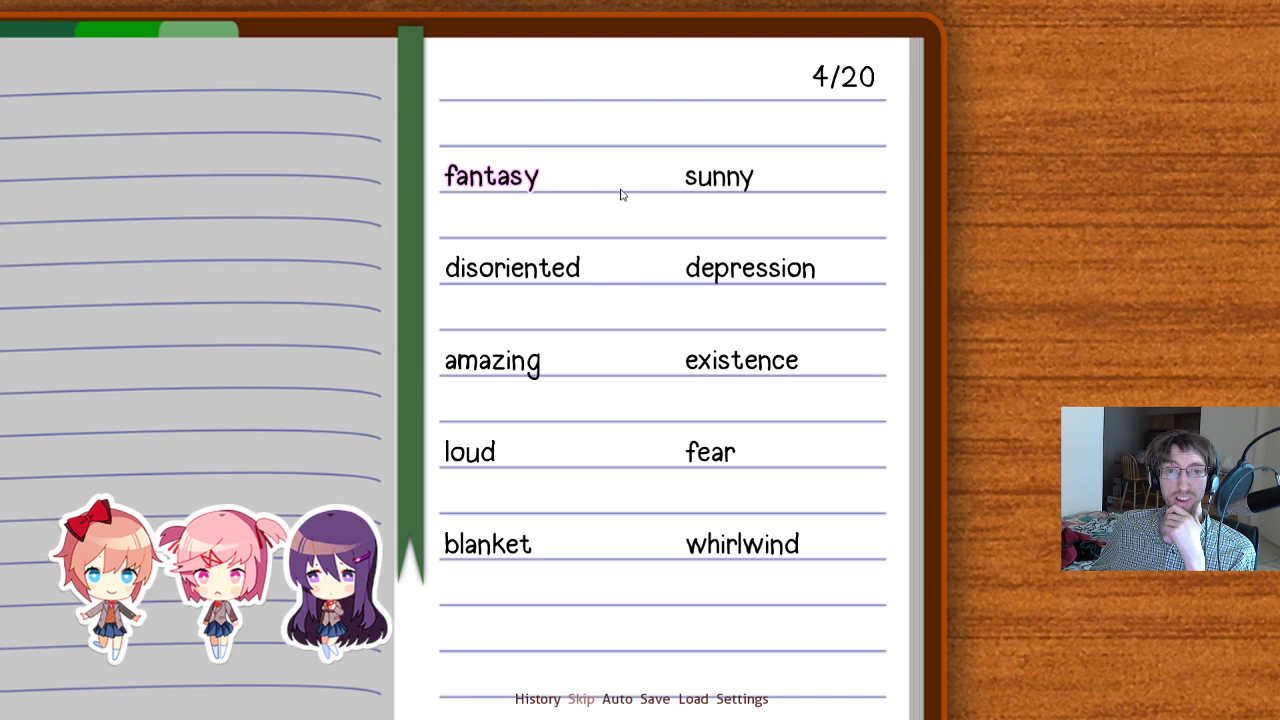 4/20
fantasy sunny
disoriented depression
amazing existence
loud fear
blanket whirlwind
History Skip Auto Save Load Settings